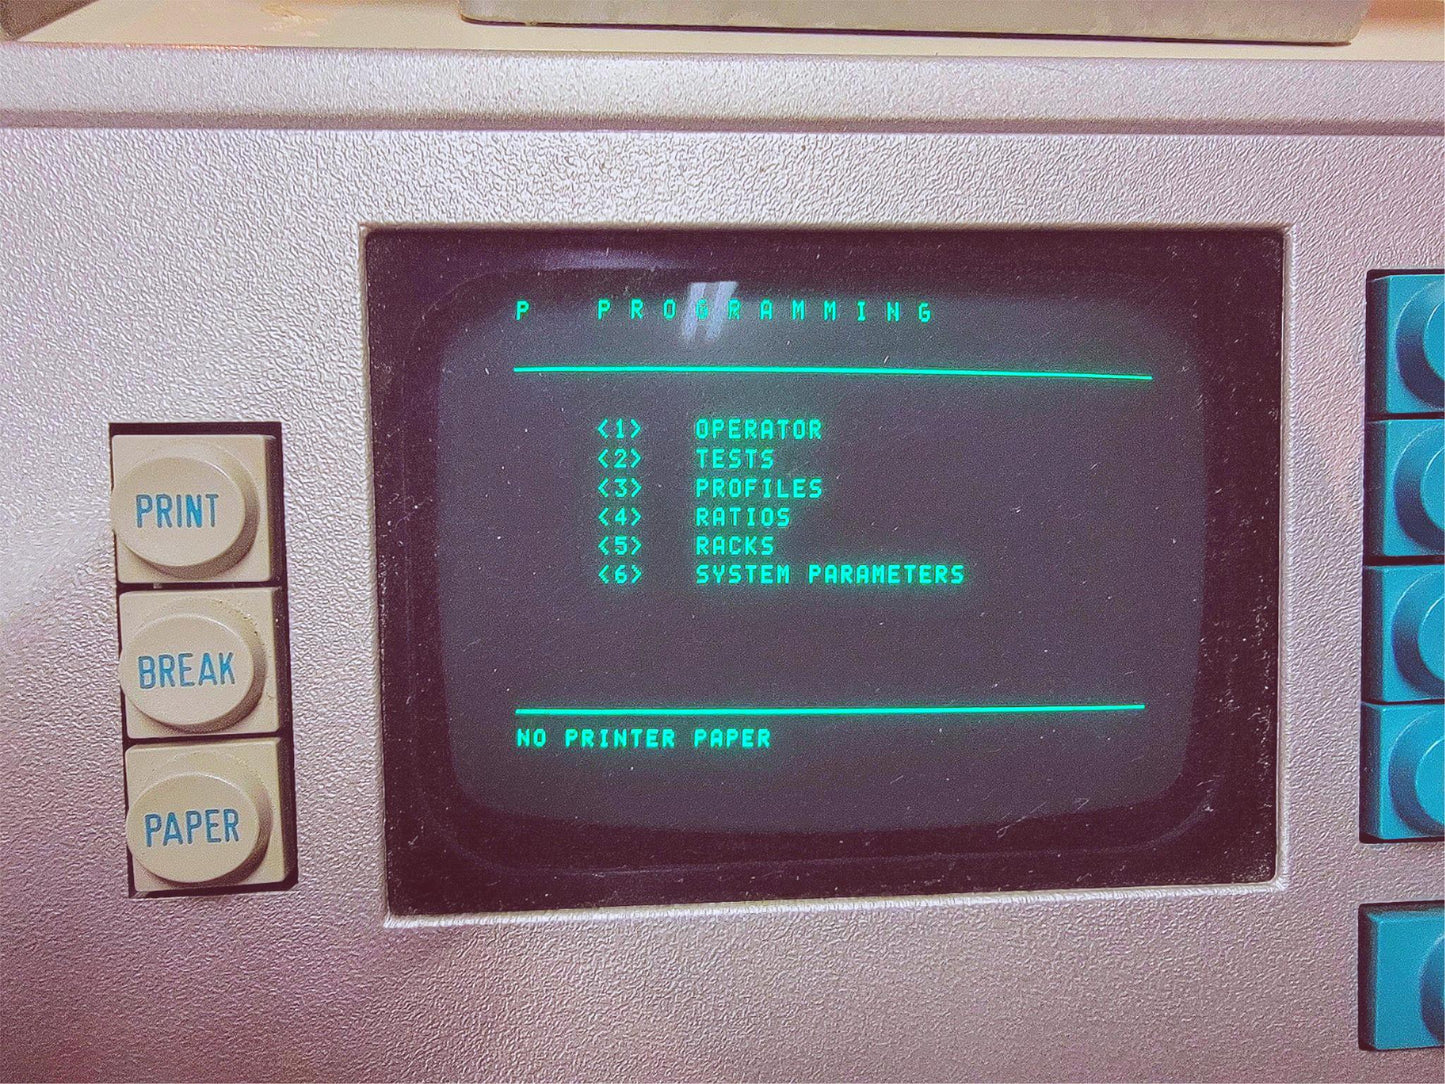 P P R O G R A M M I N G
<1> OPERATOR
<2> TESTS
<3> PROFILES
<4> RATIOS
<5> RACKS
<6> SYSTEM PARAMETERS
NO PRINTER PAPER
PRINT
BREAK
PAPER